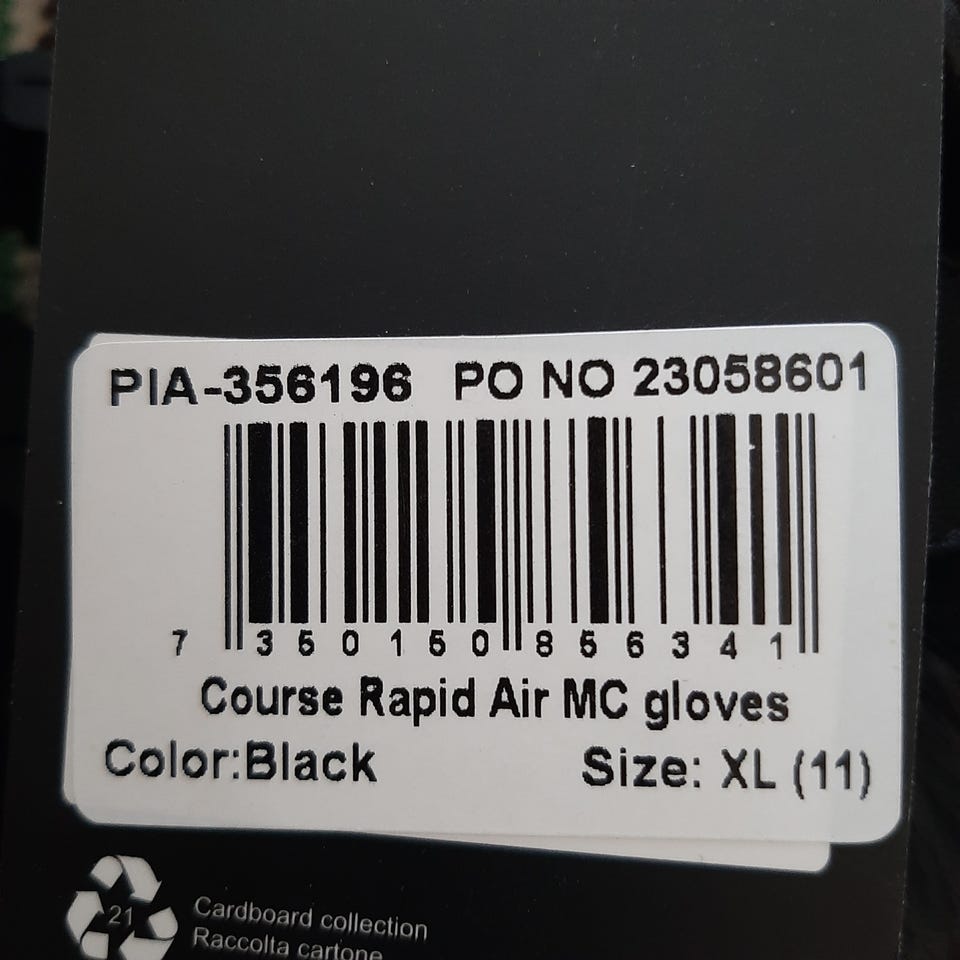 PIA-356196 PO NO 23058601
7 350150 856341
Course Rapid Air MC gloves
Color:Black Size: XL (11)
21
Cardboard collection
Raccolta cartone